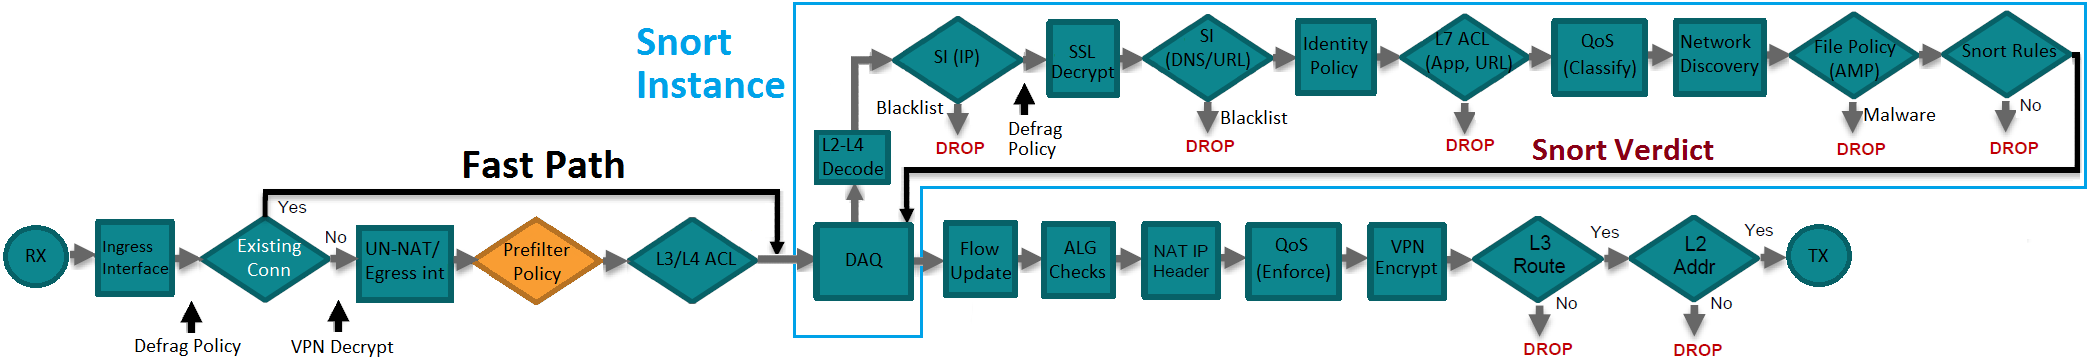 Snort
Instance
SI (IP)
SSL
Decrypt
SI
(DNS/URL)
Identity
Policy
L7 ACL
(App, URL)
QoS
(Classify)
Network
Discovery
File Policy
(AMP)
Snort Rules
Blacklist
DROP
Defrag
Policy
Blacklist
DROP
DROP
Malware
DROP
No
DROP
Snort Verdict
L2-L4
Decode
Fast Path
Yes
RX
Ingress
Interface
Existing
Conn
No
UN-NAT/
Egress int
Prefilter
Policy
L3/L4 ACL
DAQ
Flow
Update
ALG
Checks
NAT IP
Header
QoS
(Enforce)
VPN
Encrypt
L3
Route
Yes
L2
Addr
Yes
TX
No
DROP
No
DROP
Defrag Policy
VPN Decrypt